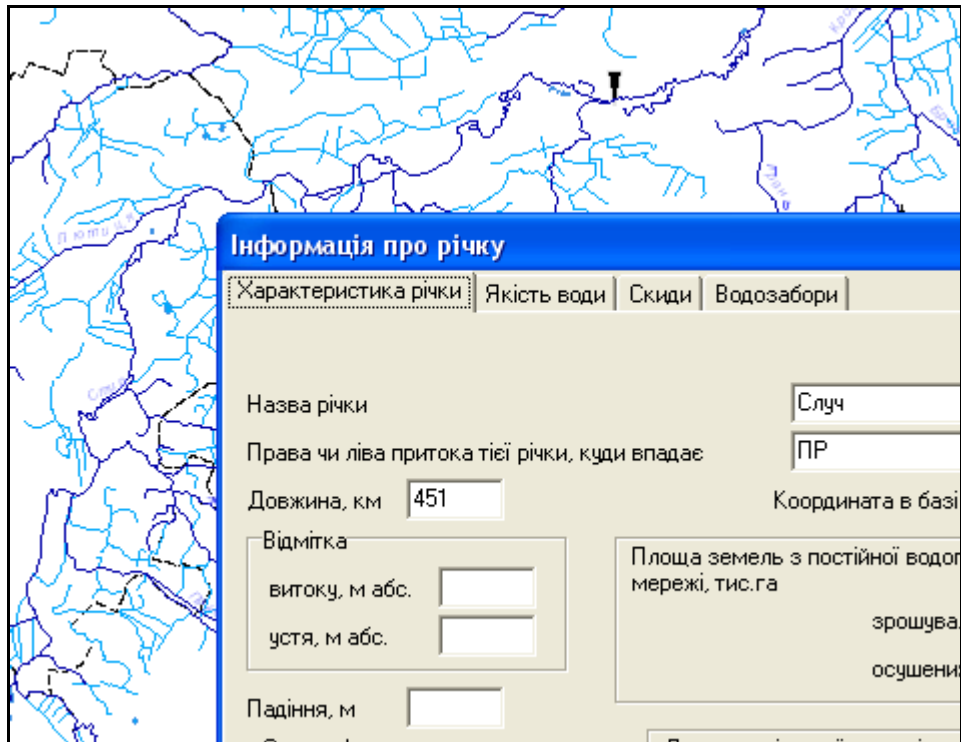 Лютиця
Случ
Інформація про річку
Характеристика річки Якість води Скиди Водозабори
Назва річки Случ
Права чи ліва притока тієї річки, куди впадає ПР
Довжина, км 451 Координата в базі
Відмітка
витоку, м абс.
устя, м абс.
Площа земель з постійної водог
мережі, тис.га
зрошува
осушени
Падіння, м